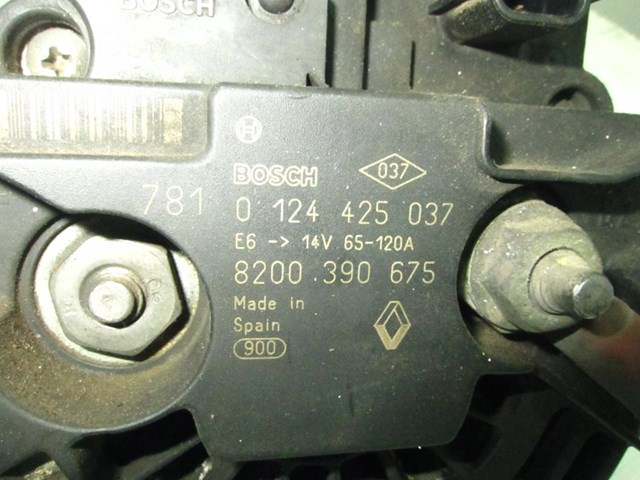 BOSCH
BOSCH
037
781 0 124 425 037
E6 -> 14V 65-120A
8200 390 675
Made in
Spain
900